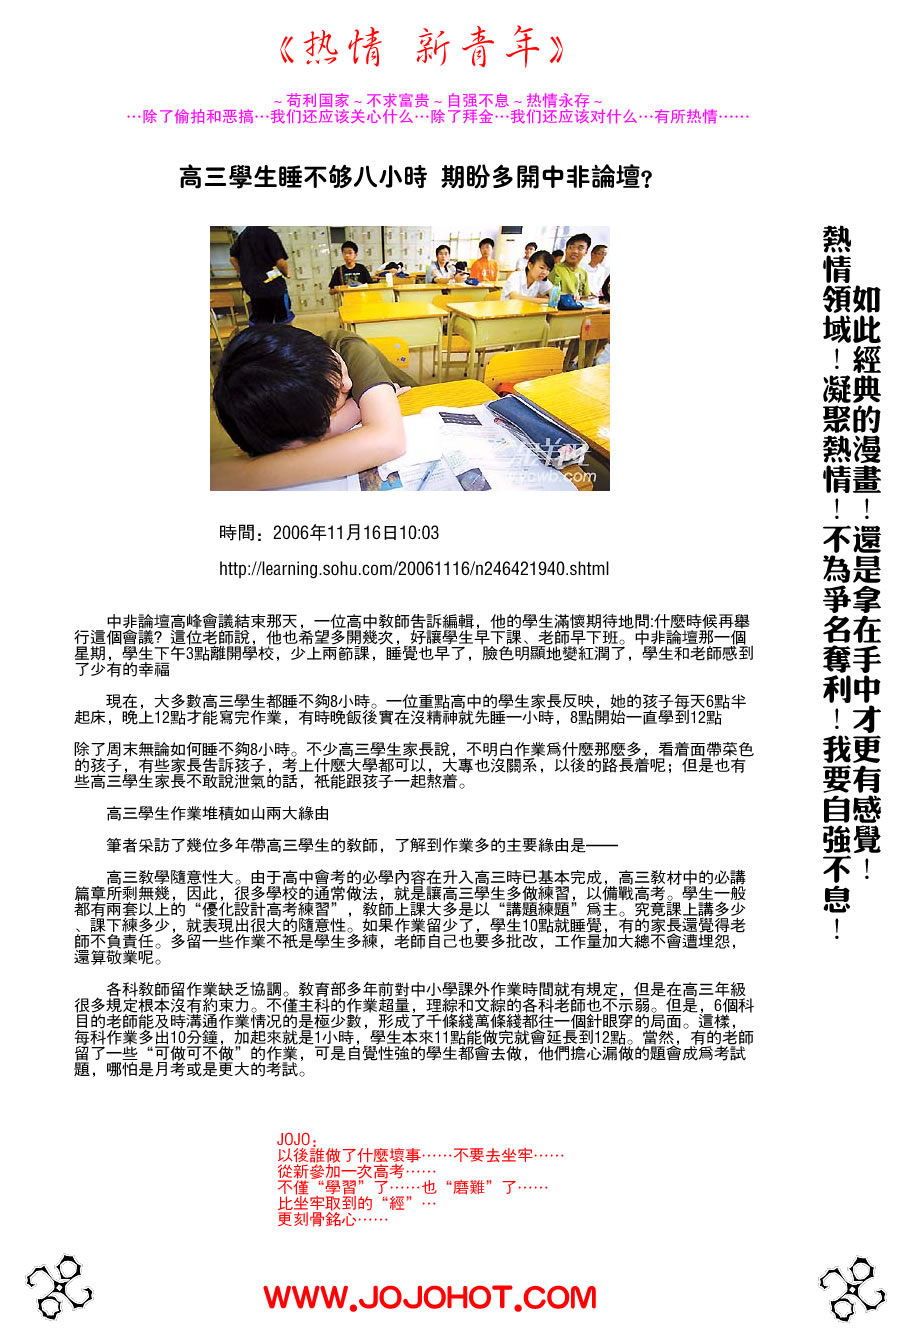 《热情 新青年》
~苟利国家~不求富贵~自强不息~热情永存~
…除了偷拍和恶搞…我们还应该关心什么…除了拜金…我们还应该对什么…有所热情……
高三學生睡不够八小時 期盼多開中非論壇?
時間：2006年11月16日10:03
http://learning.sohu.com/20061116/n246421940.shtml
中非論壇高峰會議結束那天，一位高中敎師告訴編輯，他的學生滿懷期待地問:什麼時候再舉
行這個會議？這位老師說，他也希望多開幾次，好讓學生早下課、老師早下班。中非論壇那一個
星期，學生下午3點離開學校，少上兩節課，睡覺也早了，臉色明顯地變紅潤了，學生和老師感到
了少有的幸福
現在，大多數高三學生都睡不夠8小時。一位重點高中的學生家長反映，她的孩子每天6點半
起床，晚上12點才能寫完作業，有時晚飯後實在沒精神就先睡一小時，8點開始一直學到12點
除了周末無論如何睡不夠8小時。不少高三學生家長說，不明白作業爲什麼那麼多，看着面帶菜色
的孩子，有些家長告訴孩子，考上什麼大學都可以，大專也沒關系，以後的路長着呢；但是也有
些高三學生家長不敢說泄氣的話，衹能跟孩子一起熬着。
高三學生作業堆積如山兩大緣由
筆者采訪了幾位多年帶高三學生的敎師，了解到作業多的主要緣由是——
高三敎學隨意性大。由于高中會考的必學內容在升入高三時已基本完成，高三敎材中的必講
篇章所剩無幾，因此，很多學校的通常做法，就是讓高三學生多做練習，以備戰高考。學生一般
都有兩套以上的“優化設計高考練習”，敎師上課大多是以“講題練題”爲主。究竟課上講多少
、課下練多少，就表現出很大的隨意性。如果作業留少了，學生10點就睡覺，有的家長還覺得老
師不負責任。多留一些作業不衹是學生多練，老師自己也要多批改，工作量加大總不會遭埋怨，
還算敬業呢。
各科敎師留作業缺乏協調。敎育部多年前對中小學課外作業時間就有規定，但是在高三年級
很多規定根本沒有約束力。不僅主科的作業超量，理綜和文綜的各科老師也不示弱。但是，6個科
目的老師能及時溝通作業情况的是極少數，形成了千條綫萬條綫都往一個針眼穿的局面。這樣，
每科作業多出10分鐘，加起來就是1小時，學生本來11點能做完就會延長到12點。當然，有的老師
留了一些“可做可不做”的作業，可是自覺性強的學生都會去做，他們擔心漏做的題會成爲考試
題，哪怕是月考或是更大的考試。
JOJO：
以後誰做了什麼壞事……不要去坐牢……
從新參加一次高考……
不僅“學習”了……也“磨難”了……
比坐牢取到的“經”…
更刻骨銘心……
如此經典的漫畫！還是拿在手中才更有感覺！
熱情領域！凝聚熱情！不為爭名奪利！我要自強不息！
WWW.JOJOHOT.COM